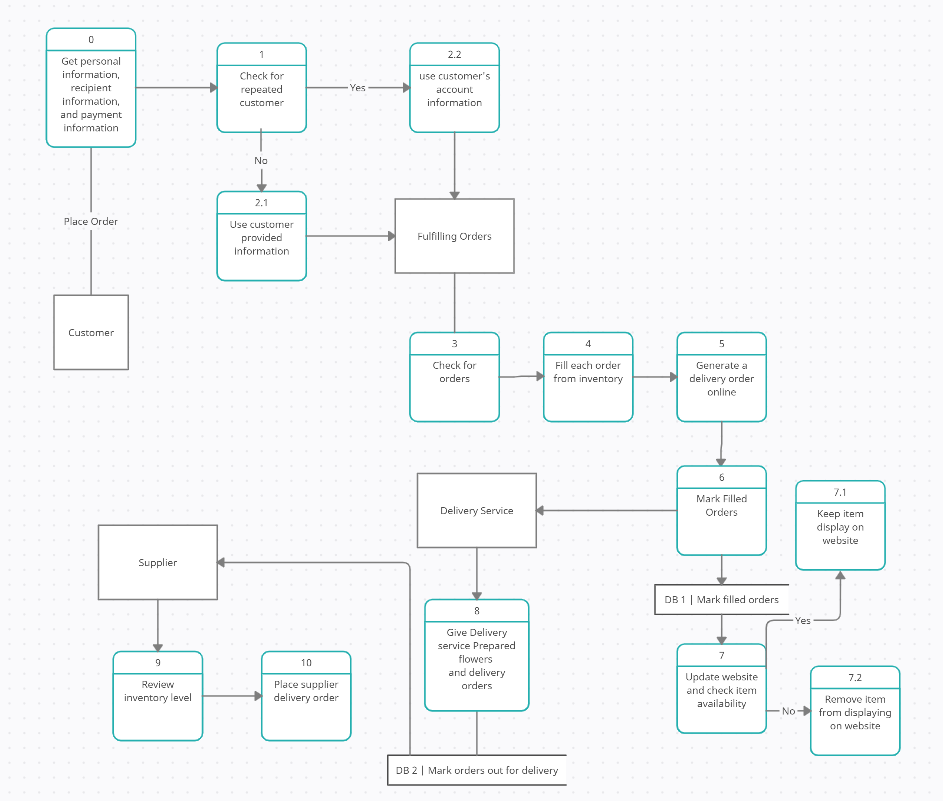 0
Get personal
information,
recipient
information,
and payment
information
1
Check for
repeated
customer
Yes
2.2
use customer's
account
information
No
Place Order
2.1
Use customer
provided
information
Fulfilling Orders
Customer
3
Check for
orders
4
Fill each order
from inventory
5
Generate a
delivery order
online
6
Mark Filled
Orders
Delivery Service
7.1
Keep item
display on
website
Supplier
DB 1 | Mark filled orders
8
Give Delivery
service Prepared
flowers
and delivery
orders
Yes
7
Update website
and check item
availability
No
7.2
Remove item
from displaying
on website
9
Review
inventory level
10
Place supplier
delivery order
DB 2 | Mark orders out for delivery